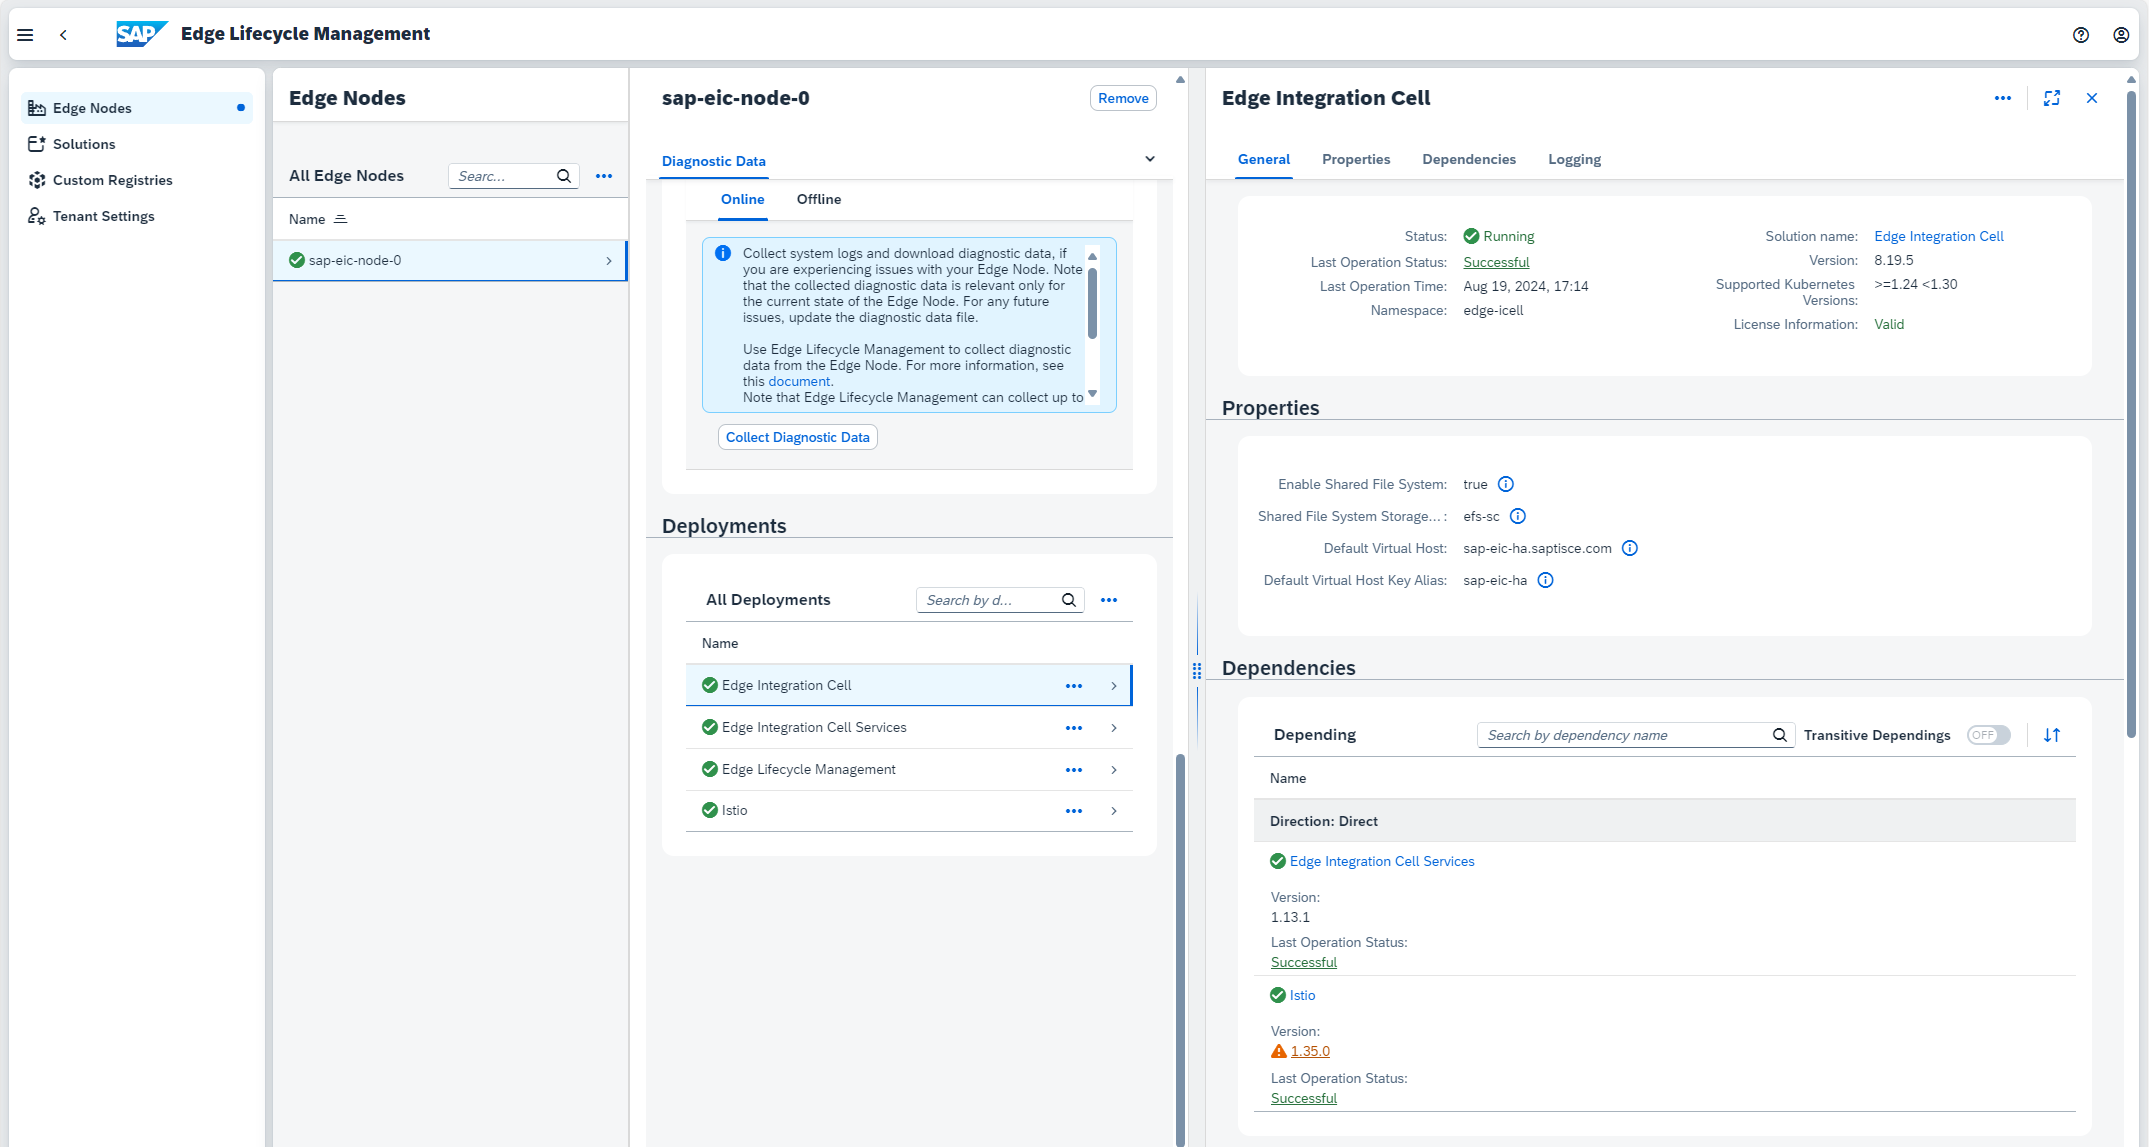 SAP Edge Lifecycle Management
Edge Nodes
Solutions
Custom Registries
Tenant Settings
Edge Nodes
All Edge Nodes
Searc...
Name
sap-eic-node-0
sap-eic-node-0
Remove
Diagnostic Data
Online Offline
Collect system logs and download diagnostic data, if
you are experiencing issues with your Edge Node. Note
that the collected diagnostic data is relevant only for
the current state of the Edge Node. For any future
issues, update the diagnostic data file.
Use Edge Lifecycle Management to collect diagnostic
data from the Edge Node. For more information, see
this document.
Note that Edge Lifecycle Management can collect up to
Collect Diagnostic Data
Deployments
All Deployments
Search by d...
Name
Edge Integration Cell
Edge Integration Cell Services
Edge Lifecycle Management
Istio
Edge Integration Cell
General Properties Dependencies Logging
Status: Running
Last Operation Status: Successful
Last Operation Time: Aug 19, 2024, 17:14
Namespace: edge-icell
Solution name: Edge Integration Cell
Version: 8.19.5
Supported Kubernetes >=1.24 <1.30
Versions:
License Information: Valid
Properties
Enable Shared File System: true
Shared File System Storage... : efs-sc
Default Virtual Host: sap-eic-ha.saptisce.com
Default Virtual Host Key Alias: sap-eic-ha
Dependencies
Depending
Search by dependency name
Transitive Dependings OFF
Name
Direction: Direct
Edge Integration Cell Services
Version:
1.13.1
Last Operation Status:
Successful
Istio
Version:
1.35.0
Last Operation Status:
Successful